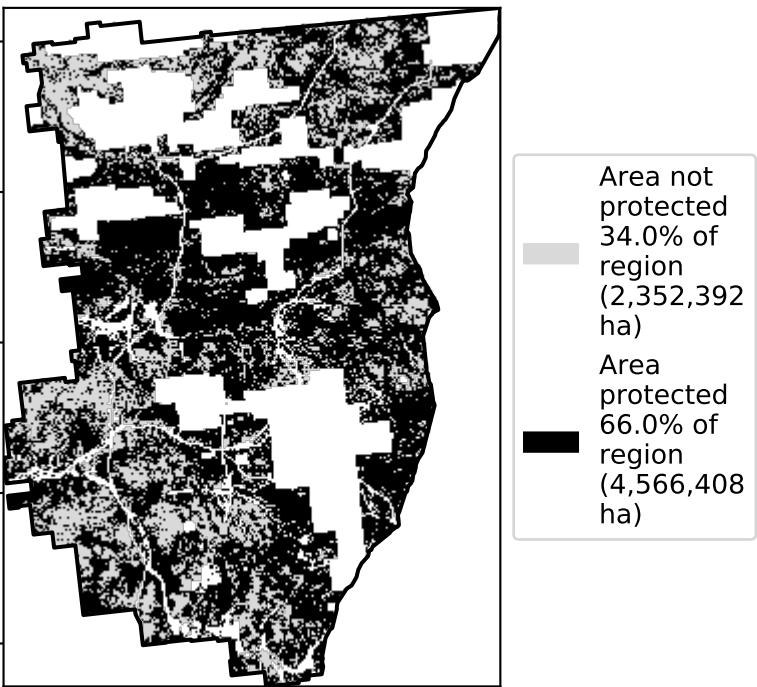 Area not
protected
34.0% of
region
(2,352,392
ha)
Area
protected
66.0% of
region
(4,566,408
ha)